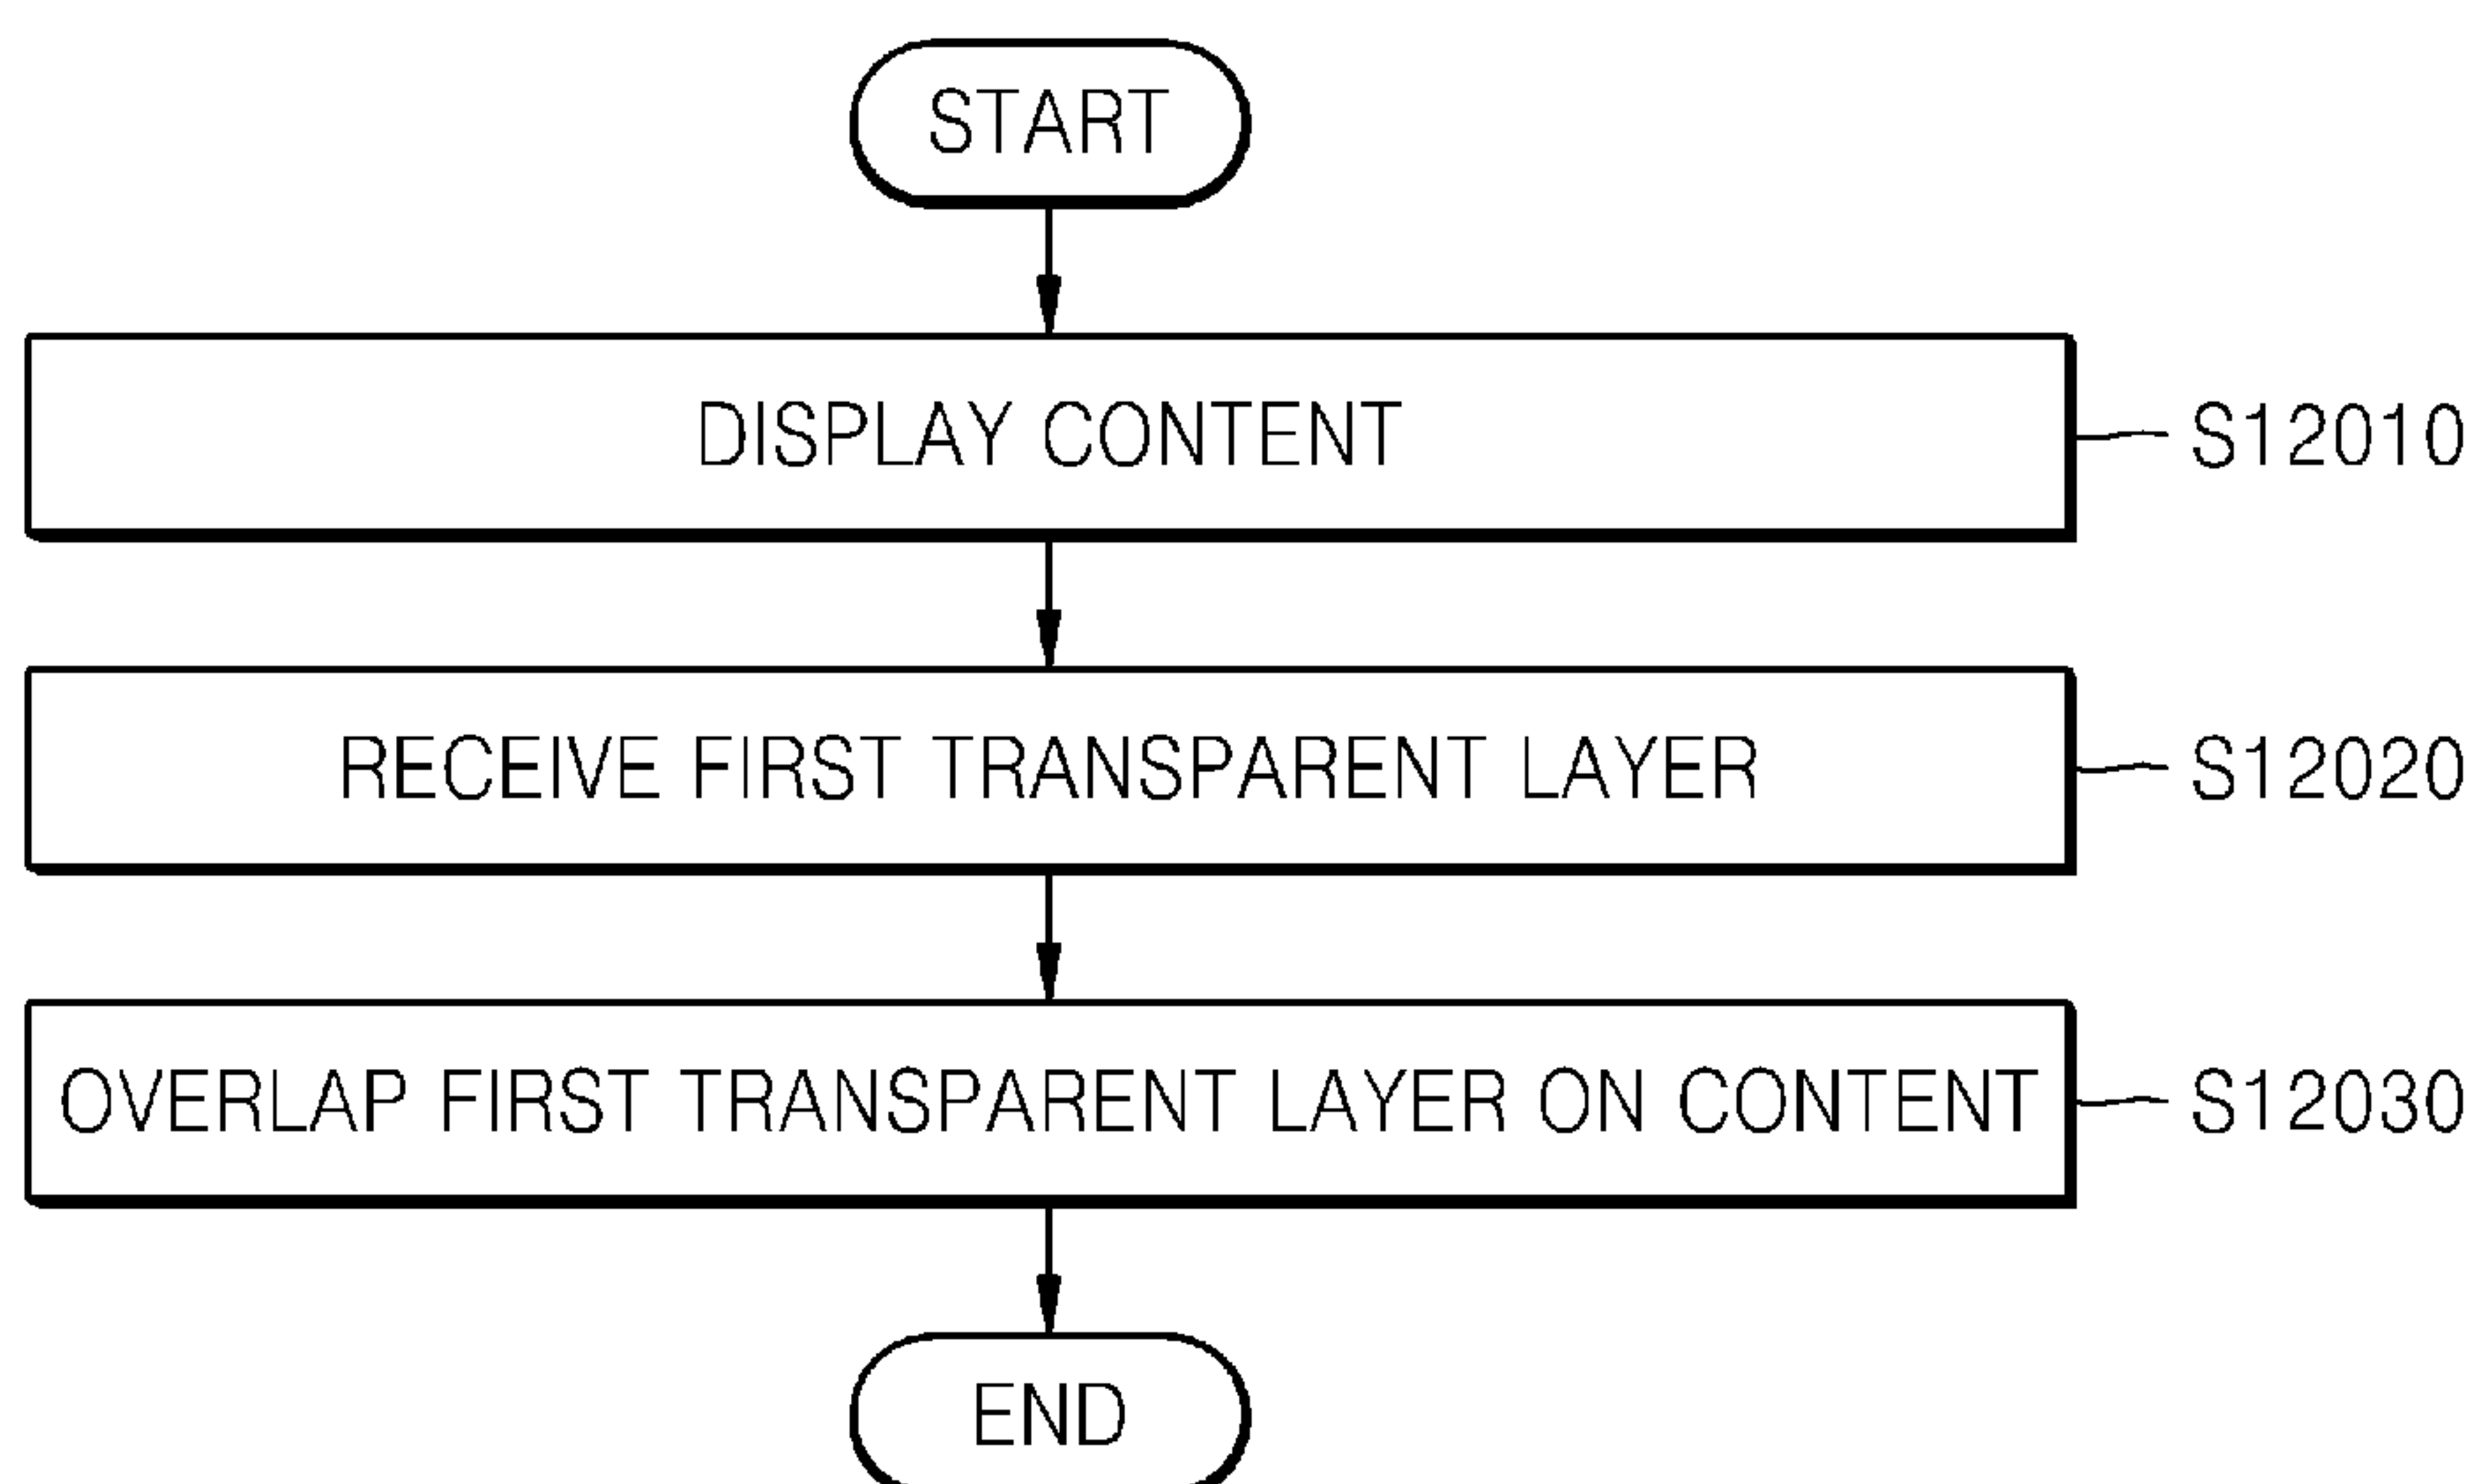 START
DISPLAY CONTENT
S12010
RECEIVE FIRST TRANSPARENT LAYER
S12020
OVERLAP FIRST TRANSPARENT LAYER ON CONTENT
S12030
END